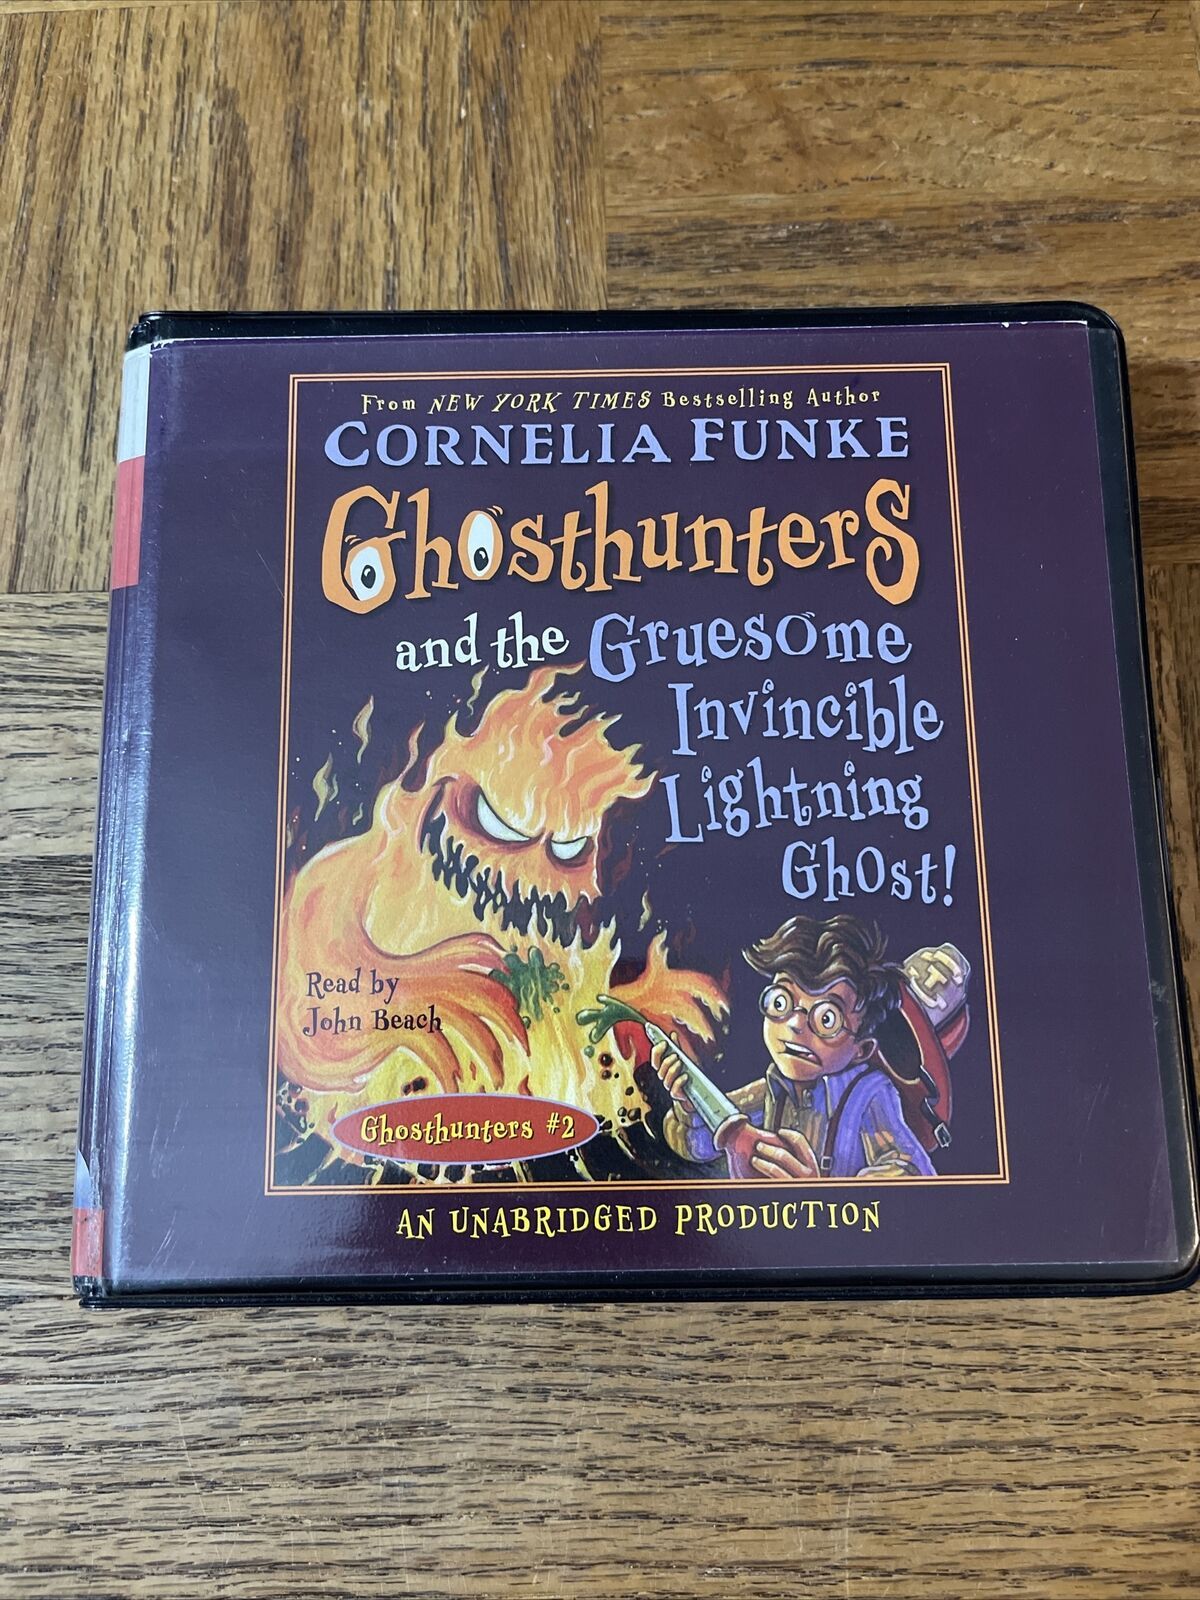 From NEW YORK TIMES Bestselling Author
CORNELIA FUNKE
Ghosthunters
and the Gruesome
Invincible
Lightning
Ghost!
Read by
John Beach
Ghosthunters #2
AN UNABRIDGED PRODUCTION